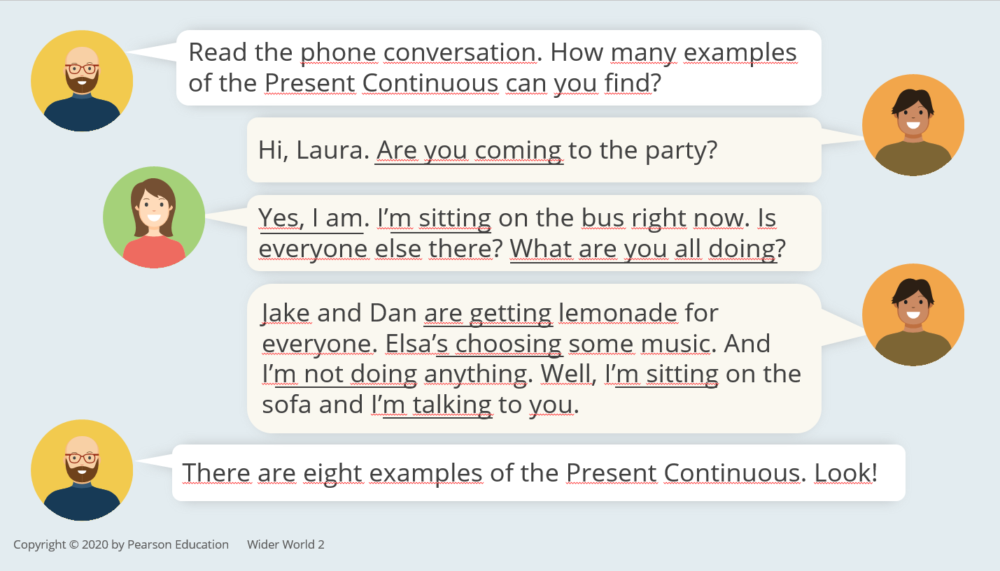 Read the phone conversation. How many examples
of the Present Continuous can you find?
Hi, Laura. Are you coming to the party?
Yes, I am. I’m sitting on the bus right now. Is
everyone else there? What are you all doing?
Jake and Dan are getting lemonade for
everyone. Elsa’s choosing some music. And
I’m not doing anything. Well, I’m sitting on the
sofa and I’m talking to you.
There are eight examples of the Present Continuous. Look!
Copyright © 2020 by Pearson Education Wider World 2